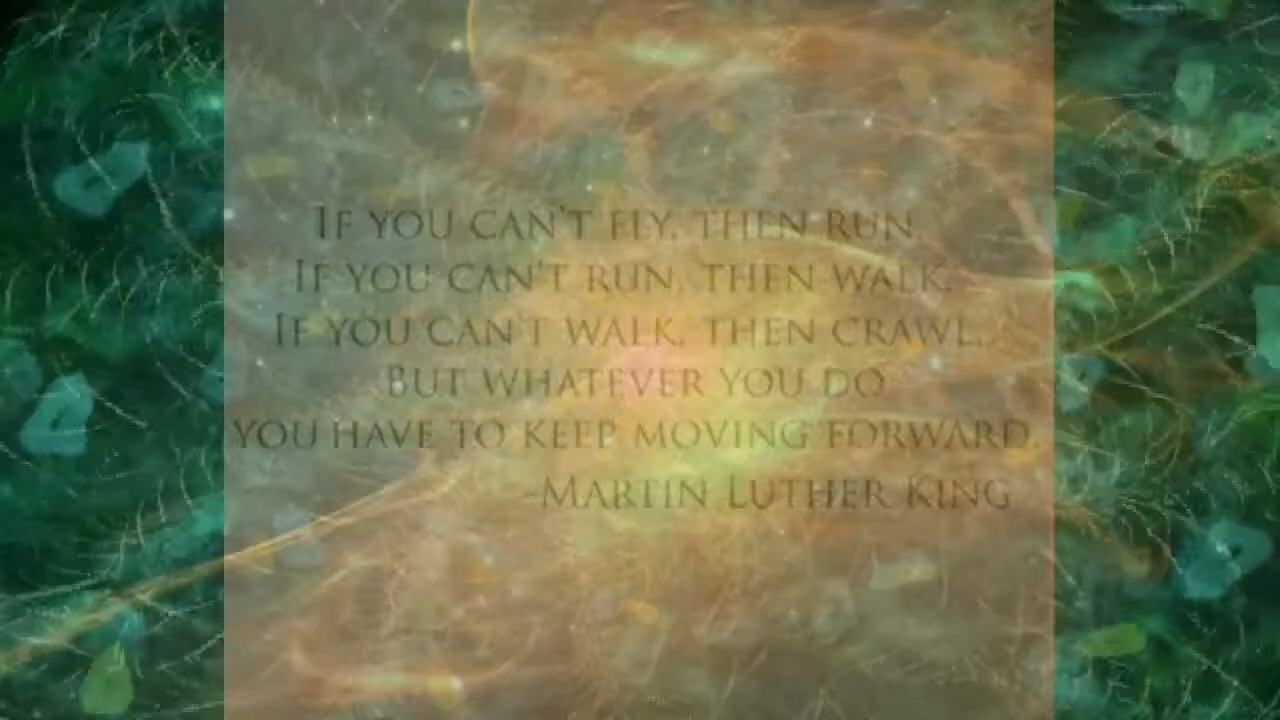 If you can't fly, then run.
If you can't run, then walk.
If you can't walk, then crawl.
But whatever you do
you have to keep moving forward
-Martin Luther King